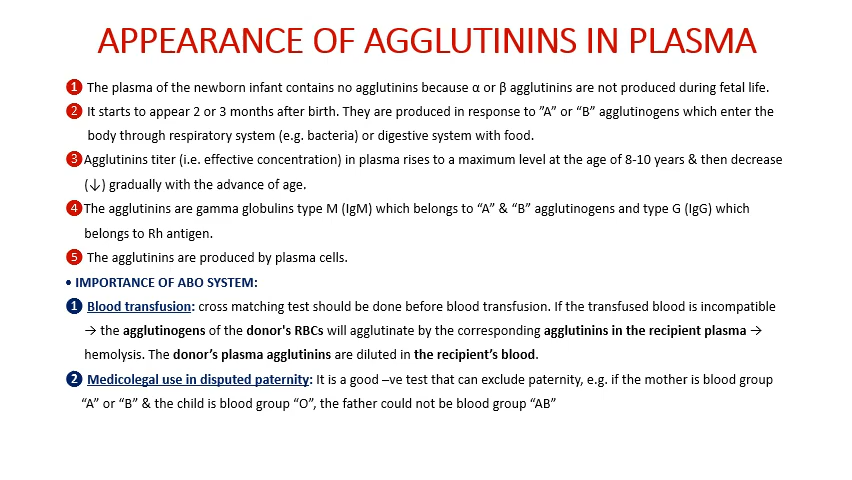 APPEARANCE OF AGGLUTININS IN PLASMA
❶ The plasma of the newborn infant contains no agglutinins because α or β agglutinins are not produced during fetal life.
❷ It starts to appear 2 or 3 months after birth. They are produced in response to ”A” or “B” agglutinogens which enter the
body through respiratory system (e.g. bacteria) or digestive system with food.
❸Agglutinins titer (i.e. effective concentration) in plasma rises to a maximum level at the age of 8-10 years & then decrease
(↓) gradually with the advance of age.
❹The agglutinins are gamma globulins type M (IgM) which belongs to “A” & “B” agglutinogens and type G (IgG) which
belongs to Rh antigen.
❺ The agglutinins are produced by plasma cells.
• IMPORTANCE OF ABO SYSTEM:
❶ Blood transfusion: cross matching test should be done before blood transfusion. If the transfused blood is incompatible
→ the agglutinogens of the donor's RBCs will agglutinate by the corresponding agglutinins in the recipient plasma →
hemolysis. The donor’s plasma agglutinins are diluted in the recipient’s blood.
❷ Medicolegal use in disputed paternity: It is a good –ve test that can exclude paternity, e.g. if the mother is blood group
“A” or “B” & the child is blood group “O”, the father could not be blood group “AB”